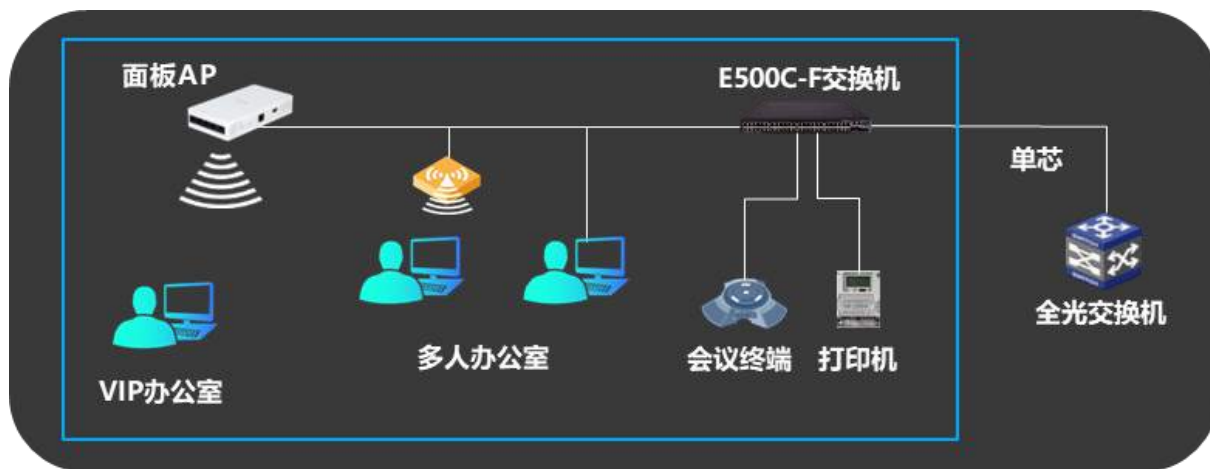 面板AP
E500C-F交换机
单芯
全光交换机
多人办公室
会议终端
打印机
VIP办公室